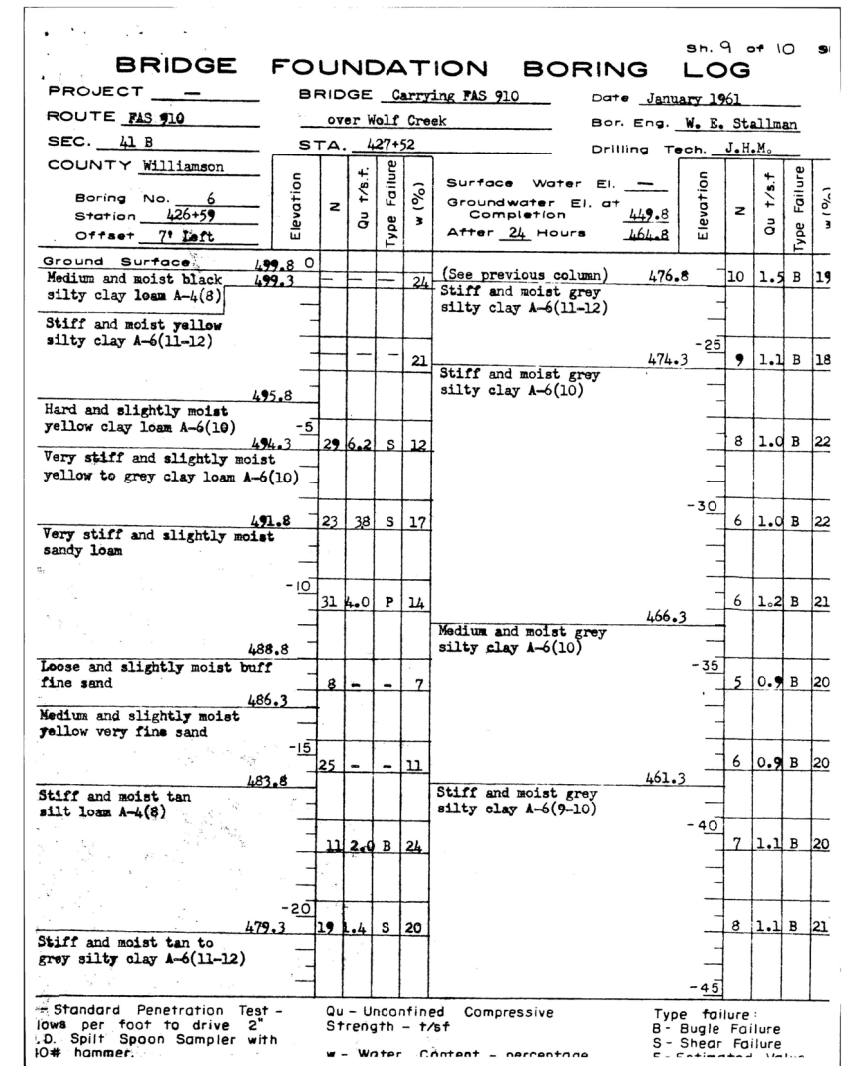 Sh. 9 of 10
BRIDGE FOUNDATION BORING LOG
PROJECT — BRIDGE Carrying FAS 910 Date January 1961
ROUTE FAS 910 over Wolf Creek Bor. Eng. W. E. Stallman
SEC. 41 B STA. 427+52 Drilling Tech. J.H.M.
COUNTY Williamson
Boring No. 6
Station 426+59
Offset 7' Left
Elevation N Qu t/s.f. Type Failure w (%)
Surface Water El. —
Groundwater El. at
Completion 449.8
After 24 Hours 464.8
Elevation N Qu t/s.f Type Failure w (%)
Ground Surface 499.8 0
Medium and moist black 499.3 — — — 24
silty clay loam A-4(8)
Stiff and moist yellow
silty clay A-6(11-12)
— — — 21
495.8
Hard and slightly moist
yellow clay loam A-6(10) -5
494.3 29 6.2 S 12
Very stiff and slightly moist
yellow to grey clay loam A-6(10)
491.8 23 38 S 17
Very stiff and slightly moist
sandy loam
-10
31 4.0 P 14
488.8
Loose and slightly moist buff
fine sand 8 - - 7
486.3
Medium and slightly moist
yellow very fine sand
-15
25 - - 11
483.8
Stiff and moist tan
silt loam A-4(8)
11 2.0 B 24
-20
479.3 19 1.4 S 20
Stiff and moist tan to
grey silty clay A-6(11-12)
(See previous column) 476.8 10 1.5 B 19
Stiff and moist grey
silty clay A-6(11-12)
-25
474.3 9 1.1 B 18
Stiff and moist grey
silty clay A-6(10)
8 1.0 B 22
-30
6 1.0 B 22
6 1.2 B 21
466.3
Medium and moist grey
silty clay A-6(10)
-35
5 0.9 B 20
6 0.9 B 20
461.3
Stiff and moist grey
silty clay A-6(9-10)
-40
7 1.1 B 20
8 1.1 B 21
-45
Standard Penetration Test -
lows per foot to drive 2"
.D. Spilt Spoon Sampler with
40# hammer.
Qu - Unconfined Compressive
Strength - t/sf
w - Water Content - percentage
Type failure:
B - Bugle Failure
S - Shear Failure